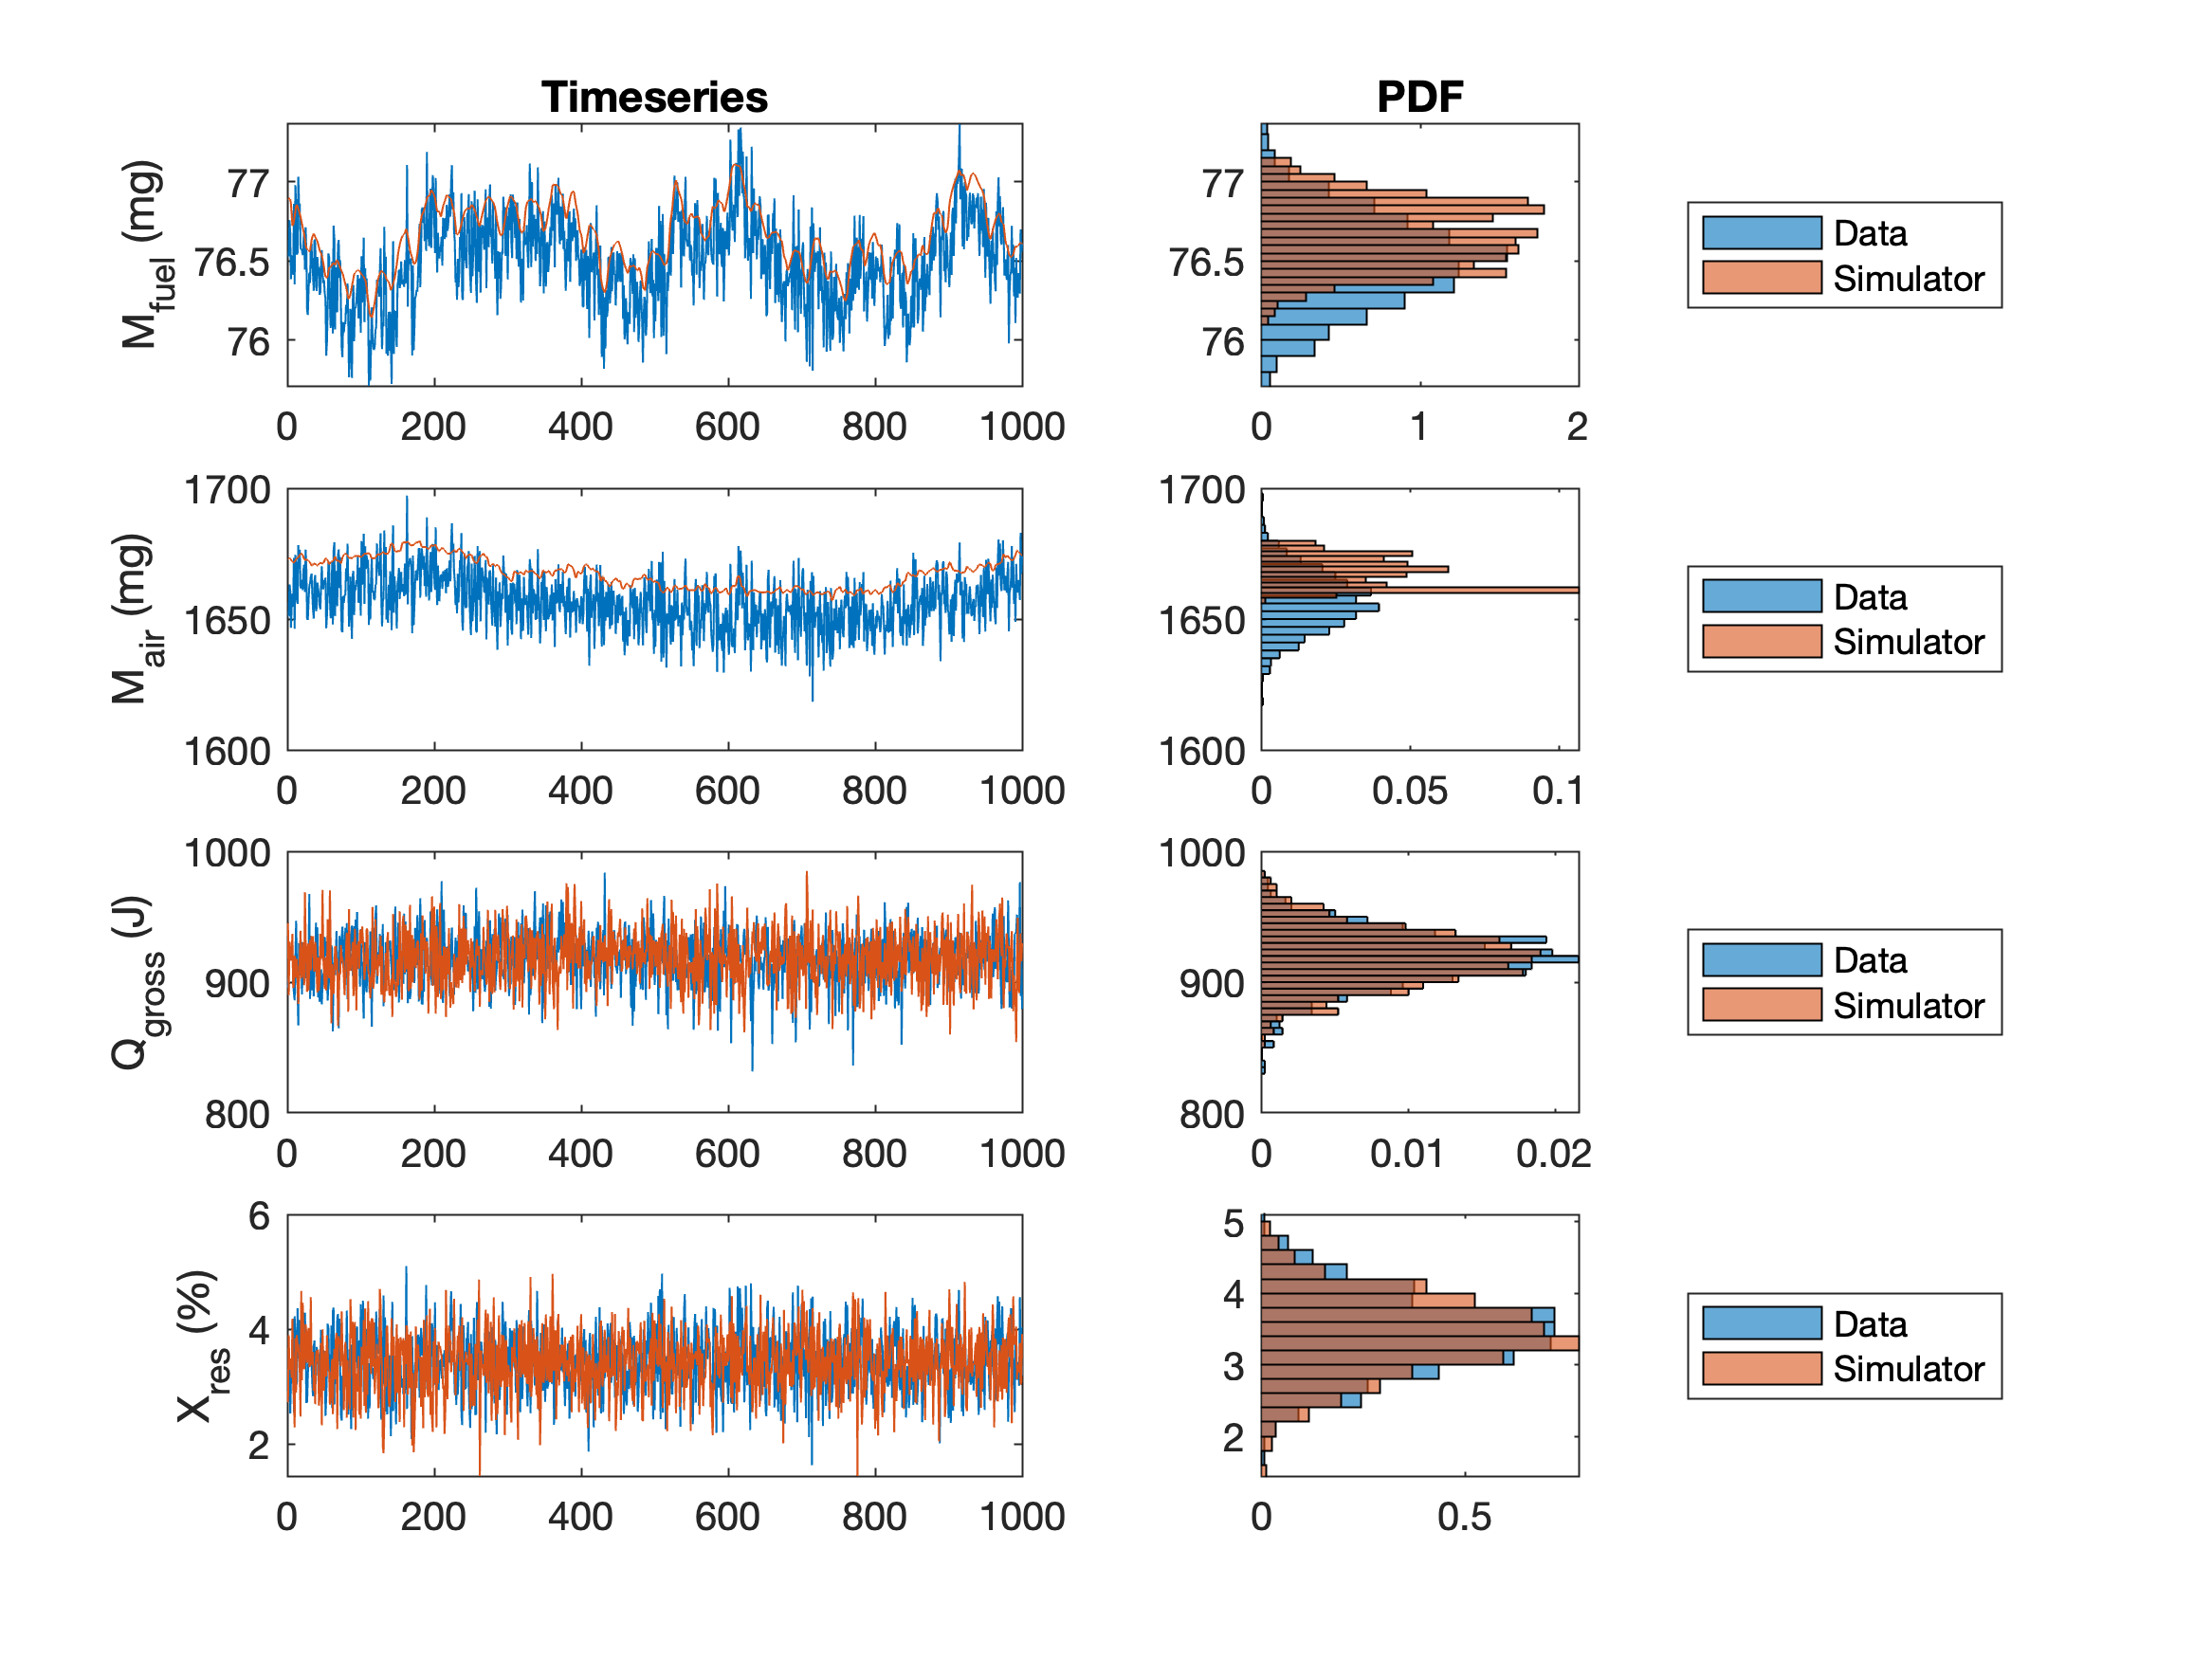 Timeseries
PDF
M_fuel (mg)
77
76.5
76
0 200 400 600 800 1000
77
76.5
76
0 1 2
Data
Simulator
M_air (mg)
1700
1650
1600
0 200 400 600 800 1000
1700
1650
1600
0 0.05 0.1
Data
Simulator
Q_gross (J)
1000
900
800
0 200 400 600 800 1000
1000
900
800
0 0.01 0.02
Data
Simulator
X_res (%)
6
4
2
0 200 400 600 800 1000
5
4
3
2
0 0.5
Data
Simulator